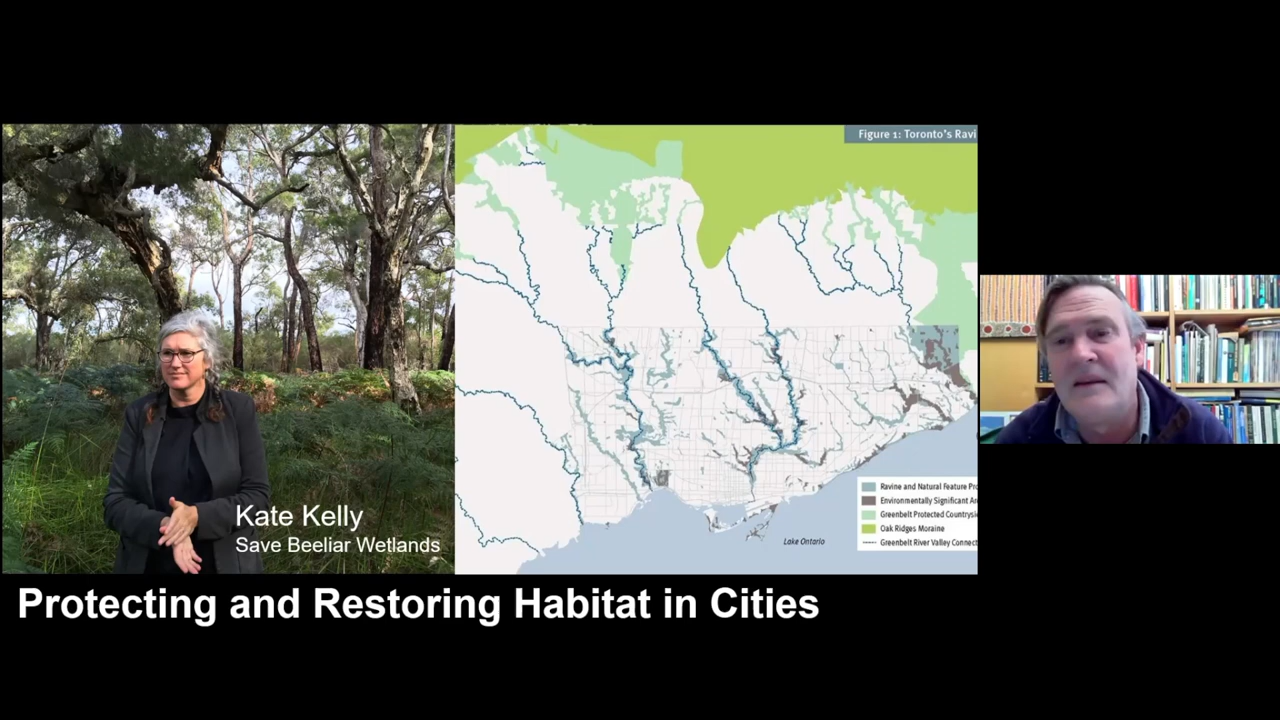 Kate Kelly
Save Beeliar Wetlands
Figure 1: Toronto's Ravi
Ravine and Natural Feature Pro
Environmentally Significant Ar
Greenbelt Protected Countrysi
Oak Ridges Moraine
Greenbelt River Valley Connect
Lake Ontario
Protecting and Restoring Habitat in Cities